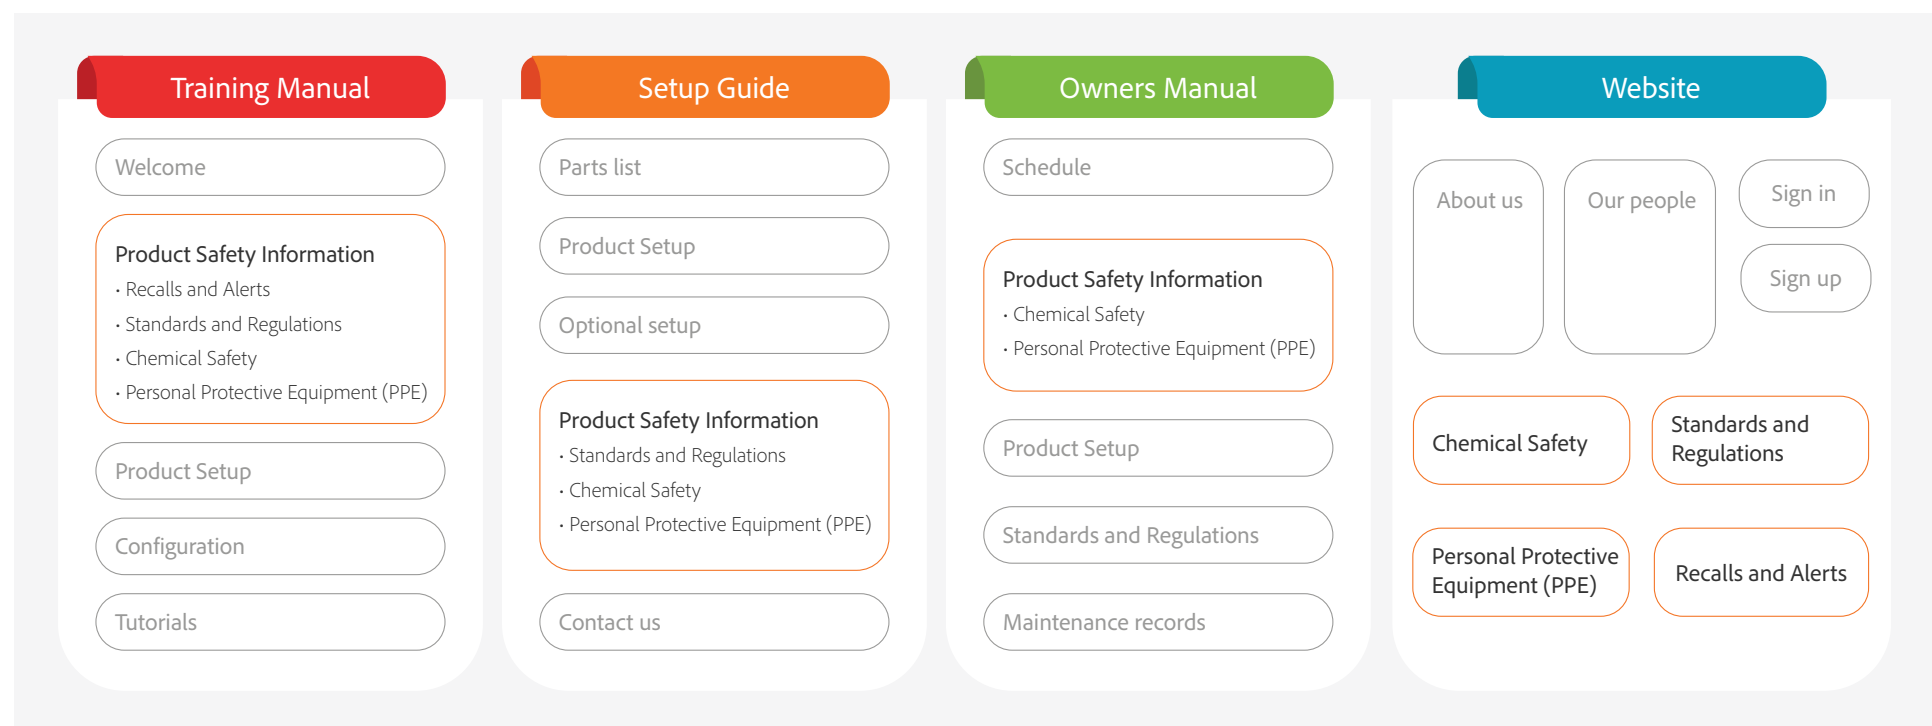 Training Manual
Welcome
Product Safety Information
· Recalls and Alerts
· Standards and Regulations
· Chemical Safety
· Personal Protective Equipment (PPE)
Product Setup
Configuration
Tutorials
Setup Guide
Parts list
Product Setup
Optional setup
Product Safety Information
· Standards and Regulations
· Chemical Safety
· Personal Protective Equipment (PPE)
Contact us
Owners Manual
Schedule
Product Safety Information
· Chemical Safety
· Personal Protective Equipment (PPE)
Product Setup
Standards and Regulations
Maintenance records
Website
About us
Our people
Sign in
Sign up
Chemical Safety
Standards and
Regulations
Personal Protective
Equipment (PPE)
Recalls and Alerts